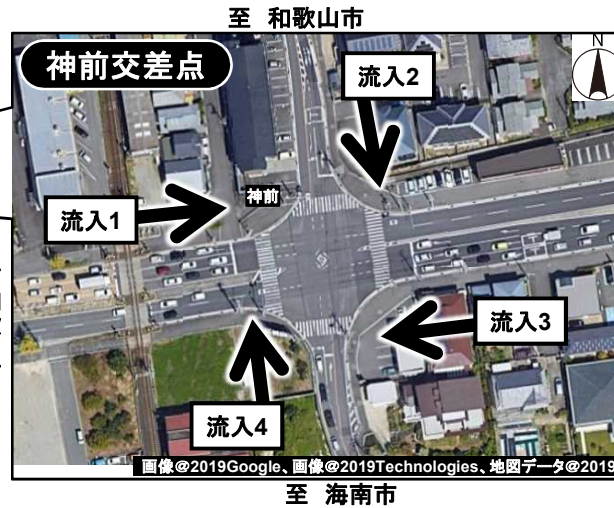 至 和歌山市
神前交差点
N
流入2
神前
流入1
流入3
流入4
画像@2019Google、画像@2019Technologies、地図データ@2019
至 海南市